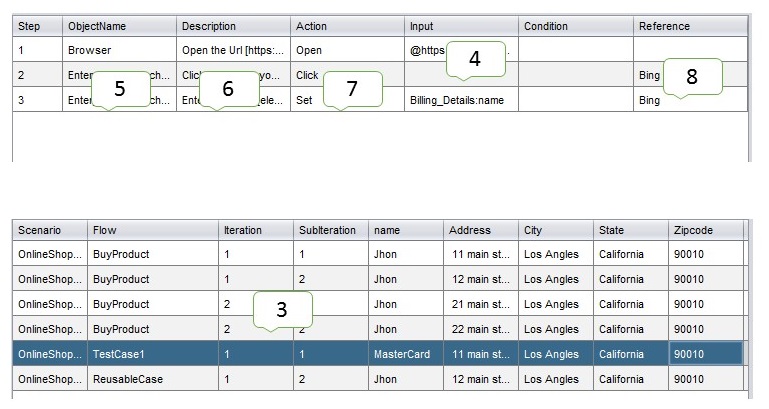 Step ObjectName Description Action Input Condition Reference
1 Browser Open the Url [https:... Open @https .
4
2 Enter ch... Clic yo... Click Bing
5 6 7 8
3 Enter ch... Ente ele... Set Billing_Details:name Bing
Scenario Flow Iteration SubIteration name Address City State Zipcode
OnlineShop... BuyProduct 1 1 Jhon 11 main st... Los Angles California 90010
OnlineShop... BuyProduct 1 2 Jhon 12 main st... Los Angles California 90010
OnlineShop... BuyProduct 2 Jhon 21 main st... Los Angles California 90010
3
OnlineShop... BuyProduct 2 2 Jhon 22 main st... Los Angles California 90010
OnlineShop... TestCase1 1 1 MasterCard 11 main st... Los Angles California 90010
OnlineShop... ReusableCase 1 2 Jhon 12 main st... Los Angles California 90010